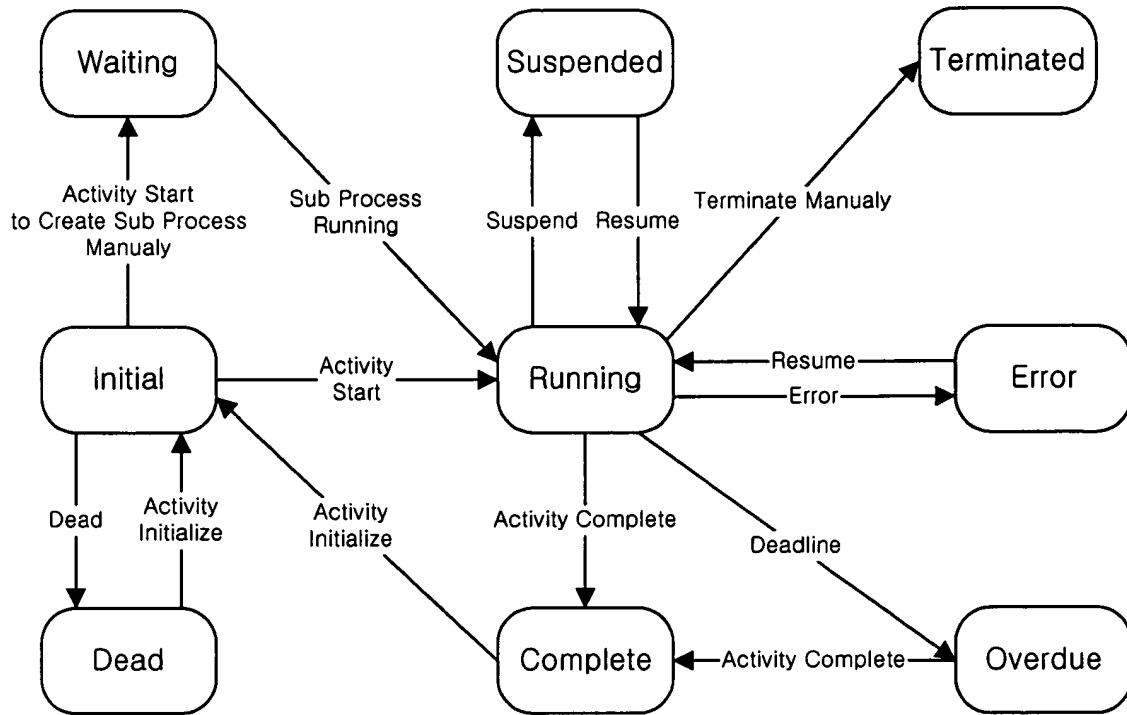 Waiting
Suspended
Terminated
Activity Start
to Create Sub Process
Manualy
Sub Process
Running
Suspend
Resume
Terminate Manualy
Initial
Activity
Start
Running
Resume
Error
Error
Dead
Activity
Initialize
Activity
Initialize
Activity Complete
Deadline
Dead
Complete
Activity Complete
Overdue